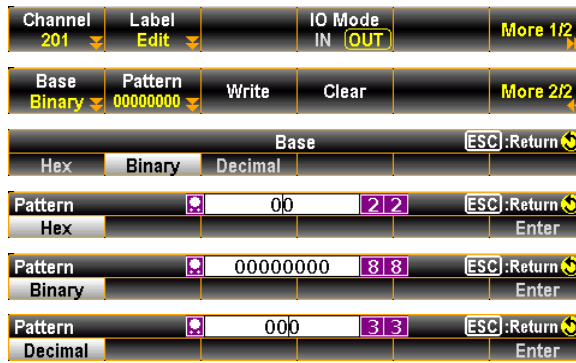 Channel Label IO Mode More 1/2
201 Edit IN OUT
Base Pattern Write Clear More 2/2
Binary 00000000
Base ESC:Return
Hex Binary Decimal
Pattern 00 2 2 ESC:Return
Hex Enter
Pattern 00000000 8 8 ESC:Return
Binary Enter
Pattern 000 3 3 ESC:Return
Decimal Enter